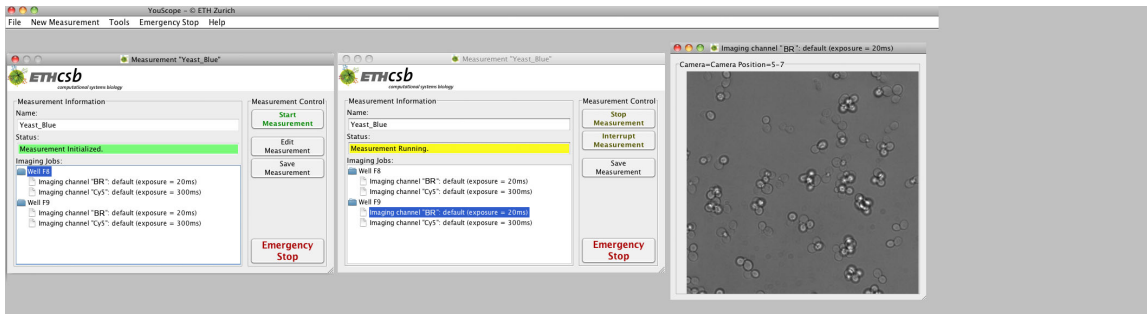 YouScope - © ETH Zurich
File New Measurement Tools Emergency Stop Help
Measurement "Yeast_Blue"
ETHcsb
computational systems biology
Measurement Information
Name:
Yeast_Blue
Status:
Measurement Initialized.
Imaging Jobs:
Well F8
Imaging channel "BR": default (exposure = 20ms)
Imaging channel "Cy5": default (exposure = 300ms)
Well F9
Imaging channel "BR": default (exposure = 20ms)
Imaging channel "Cy5": default (exposure = 300ms)
Measurement Control
Start
Measurement
Edit
Measurement
Save
Measurement
Emergency
Stop
Measurement "Yeast_Blue"
ETHcsb
computational systems biology
Measurement Information
Name:
Yeast_Blue
Status:
Measurement Running.
Imaging Jobs:
Well F8
Imaging channel "BR": default (exposure = 20ms)
Imaging channel "Cy5": default (exposure = 300ms)
Well F9
Imaging channel "BR": default (exposure = 20ms)
Imaging channel "Cy5": default (exposure = 300ms)
Measurement Control
Stop
Measurement
Interrupt
Measurement
Save
Measurement
Emergency
Stop
Imaging channel "BR": default (exposure = 20ms)
Camera=Camera Position=5-7